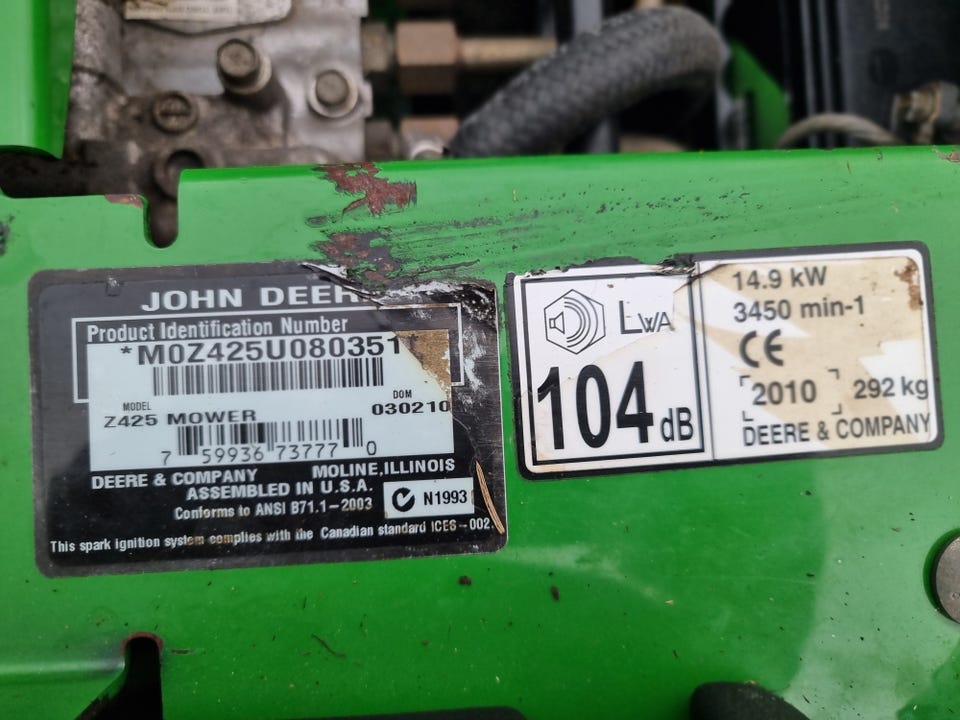 JOHN DEERE
Product Identification Number
*M0Z425U080351
MODEL
DOM
Z425 MOWER
030210
7 59936 73777 0
DEERE & COMPANY MOLINE, ILLINOIS
ASSEMBLED IN U.S.A.
Conforms to ANSI B71.1-2003
N1993
This spark ignition system complies with the Canadian standard ICES-002
LWA
104 dB
14.9 kW
3450 min-1
CE
2010 292 kg
DEERE & COMPANY